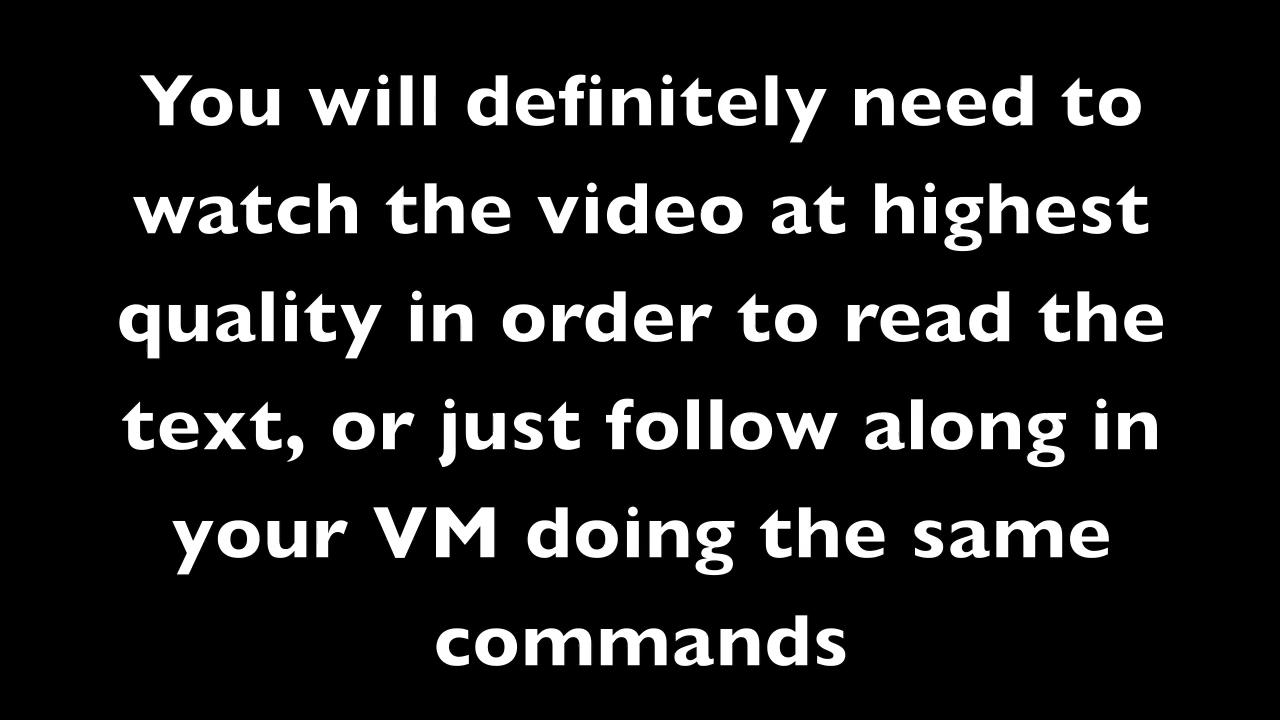 You will definitely need to
watch the video at highest
quality in order to read the
text, or just follow along in
your VM doing the same
commands